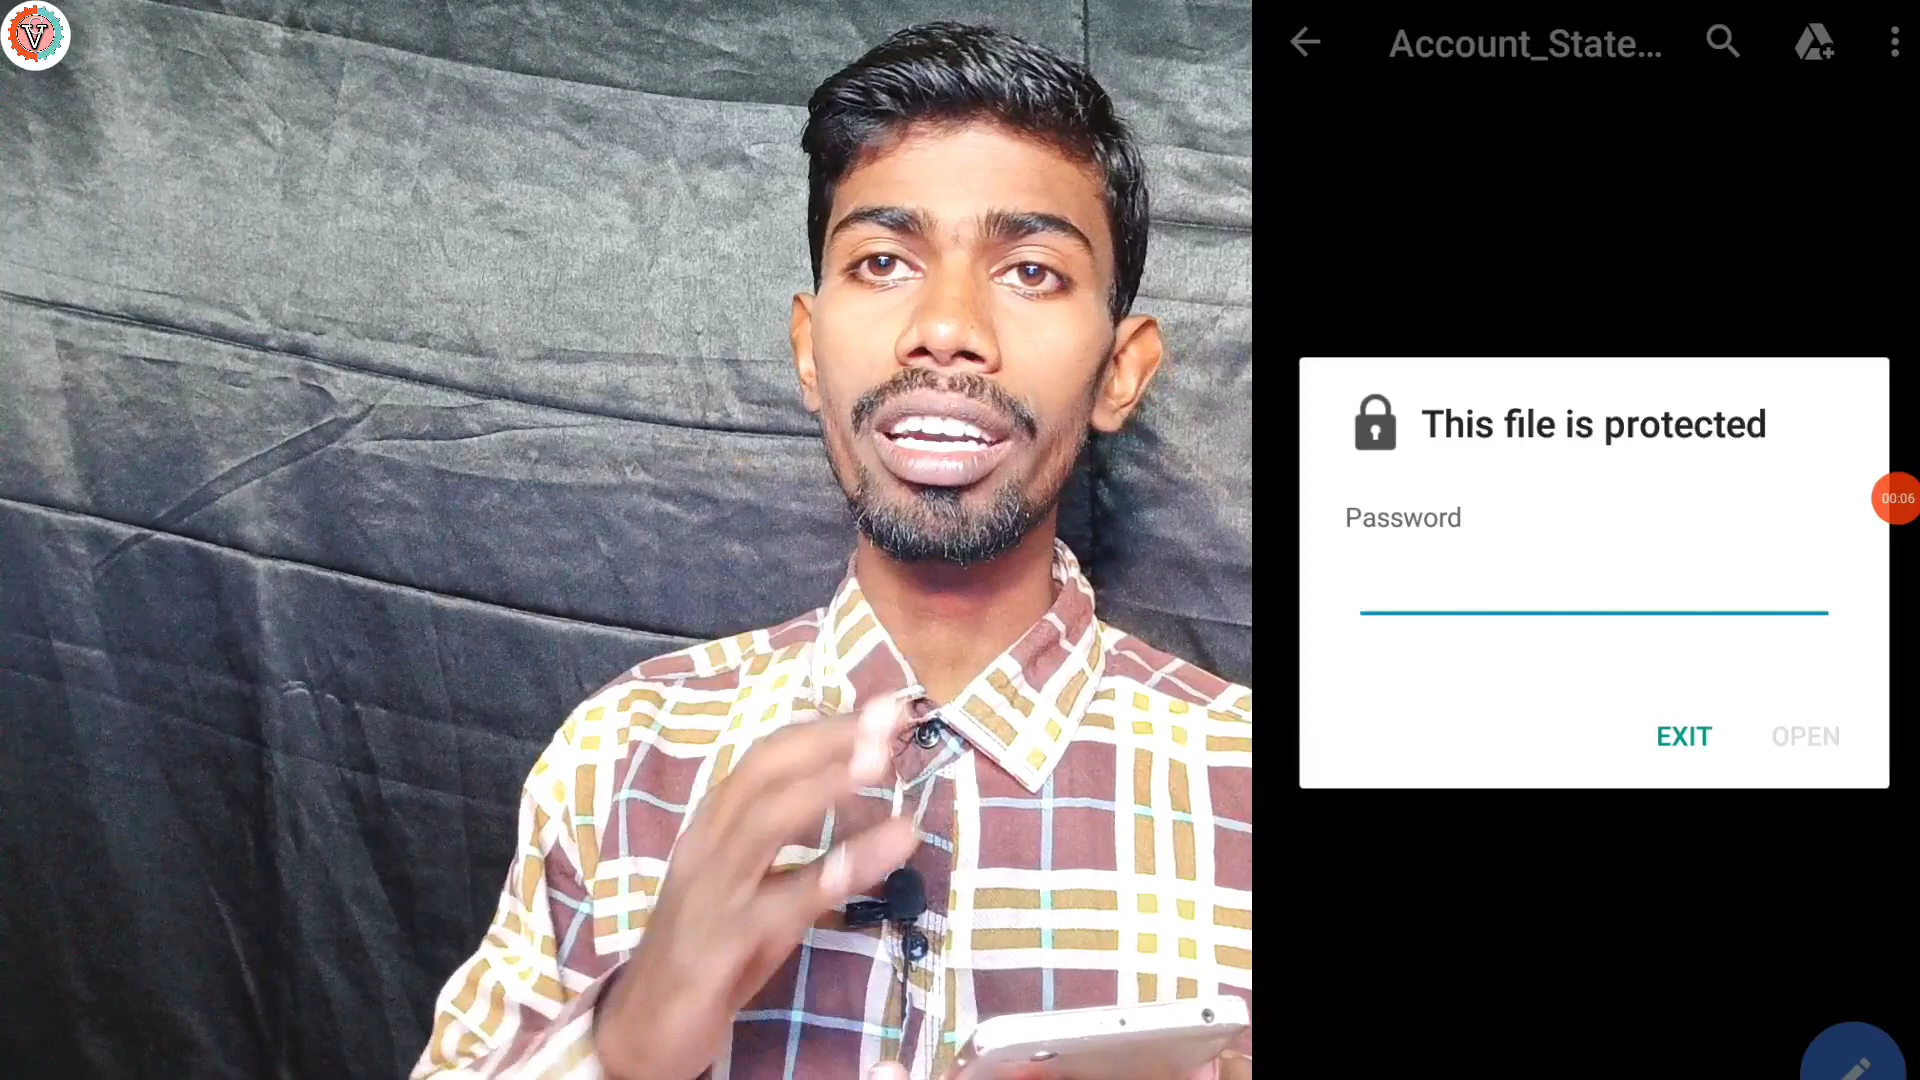 V
Account_State...
This file is protected
Password
00:06
EXIT
OPEN